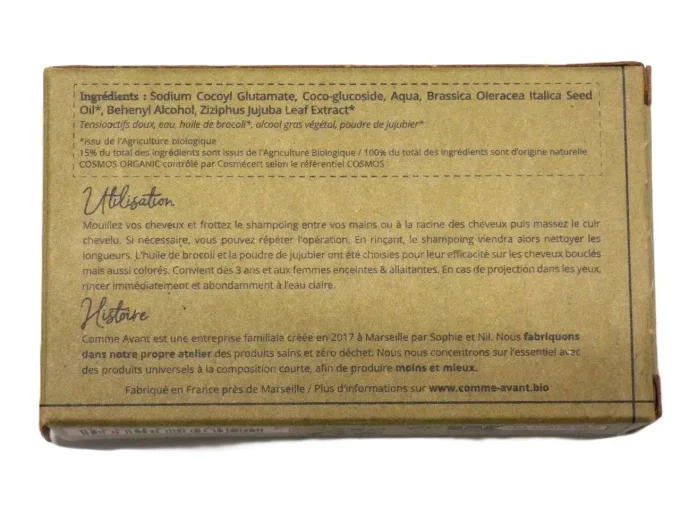 Ingrédients : Sodium Cocoyl Glutamate, Coco-glucoside, Aqua, Brassica Oleracea Italica Seed
Oil*, Behenyl Alcohol, Ziziphus Jujuba Leaf Extract*
Tensioactifs doux, eau, huile de brocoli*, alcool gras végétal, poudre de jujubier*
*issu de l'Agriculture biologique
15% du total des ingrédients sont issus de l'Agriculture Biologique / 100% du total des ingrédients sont d'origine naturelle
COSMOS ORGANIC contrôlé par Cosmécert selon le référentiel COSMOS
Utilisation
Mouillez vos cheveux et frottez le shampoing entre vos mains ou à la racine des cheveux puis massez le cuir
chevelu. Si nécessaire, vous pouvez répéter l'opération. En rinçant, le shampoing viendra alors nettoyer les
longueurs. L'huile de brocoli et la poudre de jujubier ont été choisies pour leur efficacité sur les cheveux bouclés
mais aussi colorés. Convient dès 3 ans et aux femmes enceintes & allaitantes. En cas de projection dans les yeux,
rincer immédiatement et abondamment à l'eau claire.
Histoire
Comme Avant est une entreprise familiale créée en 2017 à Marseille par Sophie et Nil. Nous fabriquons
dans notre propre atelier des produits sains et zéro déchet. Nous nous concentrons sur l'essentiel avec
des produits universels à la composition courte, afin de produire moins et mieux.
Fabriqué en France près de Marseille / Plus d'informations sur www.comme-avant.bio